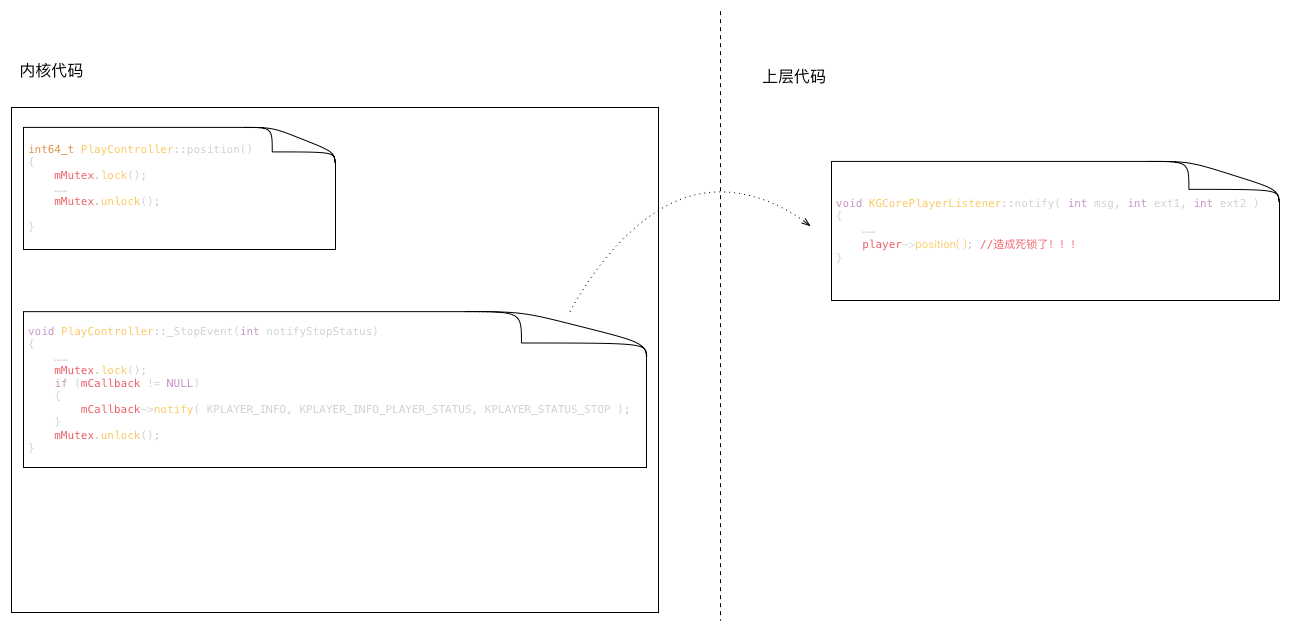 内核代码
int64_t PlayController::position()
{
    mMutex.lock();
    ……
    mMutex.unlock();
}
void PlayController::_StopEvent(int notifyStopStatus)
{
    ……
    mMutex.lock();
    if (mCallback != NULL)
    {
        mCallback->notify( KPLAYER_INFO, KPLAYER_INFO_PLAYER_STATUS, KPLAYER_STATUS_STOP );
    }
    mMutex.unlock();
}
上层代码
void KGCorePlayerListener::notify( int msg, int ext1, int ext2 )
{
    ……
    player->position(); //造成死锁了！！！
}